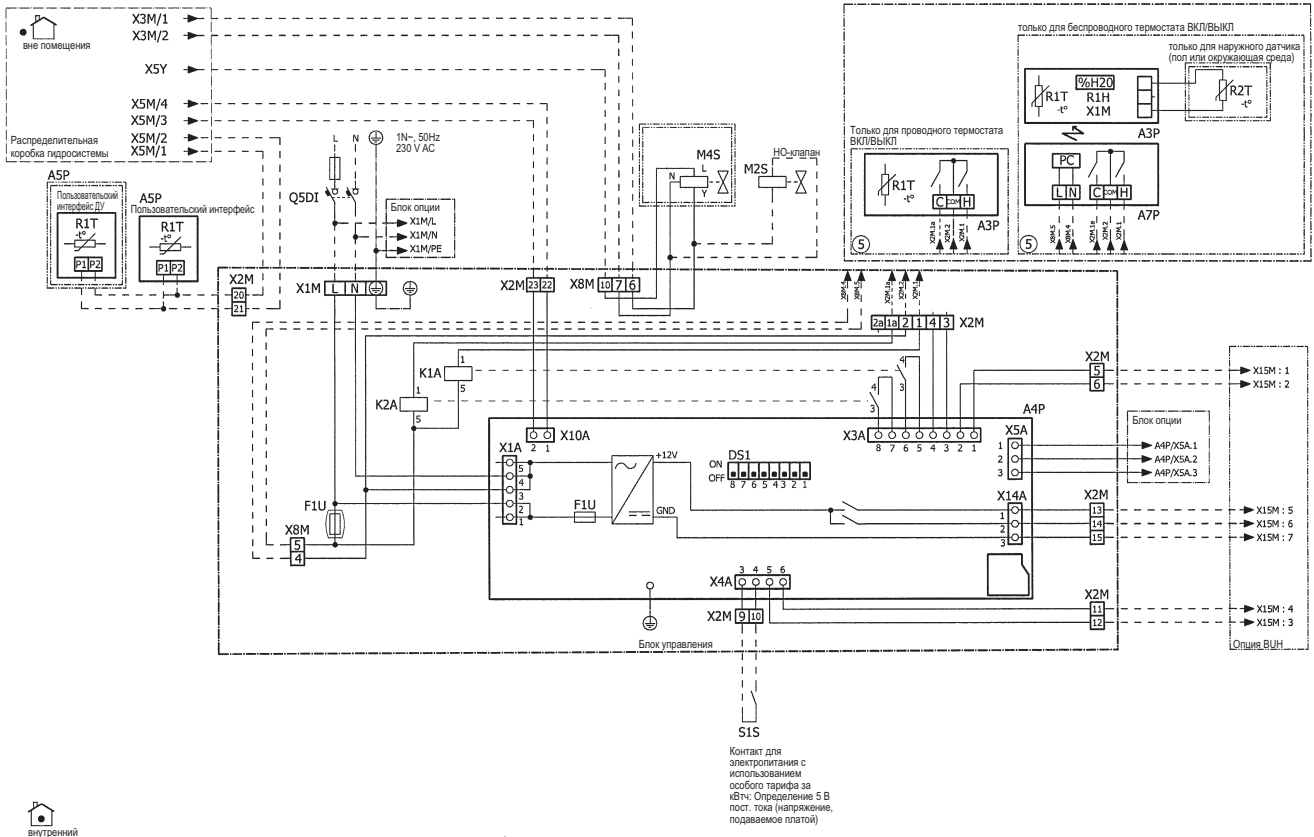 X3M/1
X3M/2
вне помещения
X5Y
X5M/4
X5M/3
X5M/2
X5M/1
Распределительная
коробка гидросистемы
L N
1N~, 50Hz
230 V AC
Q5DI
Блок опции
X1M/L
X1M/N
X1M/PE
A5P
Пользовательский
интерфейс ДУ
R1T
-t°
P1 P2
A5P
Пользовательский интерфейс
R1T
-t°
P1 P2
M4S
N
L
Y
M2S
НО-клапан
только для беспроводного термостата ВКЛ/ВЫКЛ
только для наружного датчика
(пол или окружающая среда)
R1T
-t°
%H20
R1H
X1M
R2T
-t°
A3P
Только для проводного термостата
ВКЛ/ВЫКЛ
R1T
-t°
C COM H
A3P
X2M.1a
X2M.2
X2M.1
5
PC
L N C COM H
A7P
X8M.5
X8M.4
X2M.1a
X2M.2
X2M.1
5
X2M
20
21
X1M L N
X2M 23 22
X8M 10 7 6
X8M.4
X8M.5
X2M.1a
X2M.2
X2M.1
2a 1a 2 1 4 3 X2M
K1A
1
5
K2A
1
5
4
3
4
3
X2M
5
6
X15M : 1
X15M : 2
A4P
X10A
2 1
X3A
8 7 6 5 4 3 2 1
X5A
1
2
3
Блок опции
A4P/X5A.1
A4P/X5A.2
A4P/X5A.3
X1A
5
4
3
2
1
+12V
GND
F1U
DS1
ON
OFF
8 7 6 5 4 3 2 1
X14A
1
2
3
X2M
13
14
15
X15M : 5
X15M : 6
X15M : 7
F1U
X8M
5
4
X4A
3 4 5 6
X2M 9 10
X2M
11
12
X15M : 4
X15M : 3
Блок управления
Опция BUH
S1S
Контакт для
электропитания с
использованием
особого тарифа за
кВтч: Определение 5 В
пост. тока (напряжение,
подаваемое платой)
внутренний